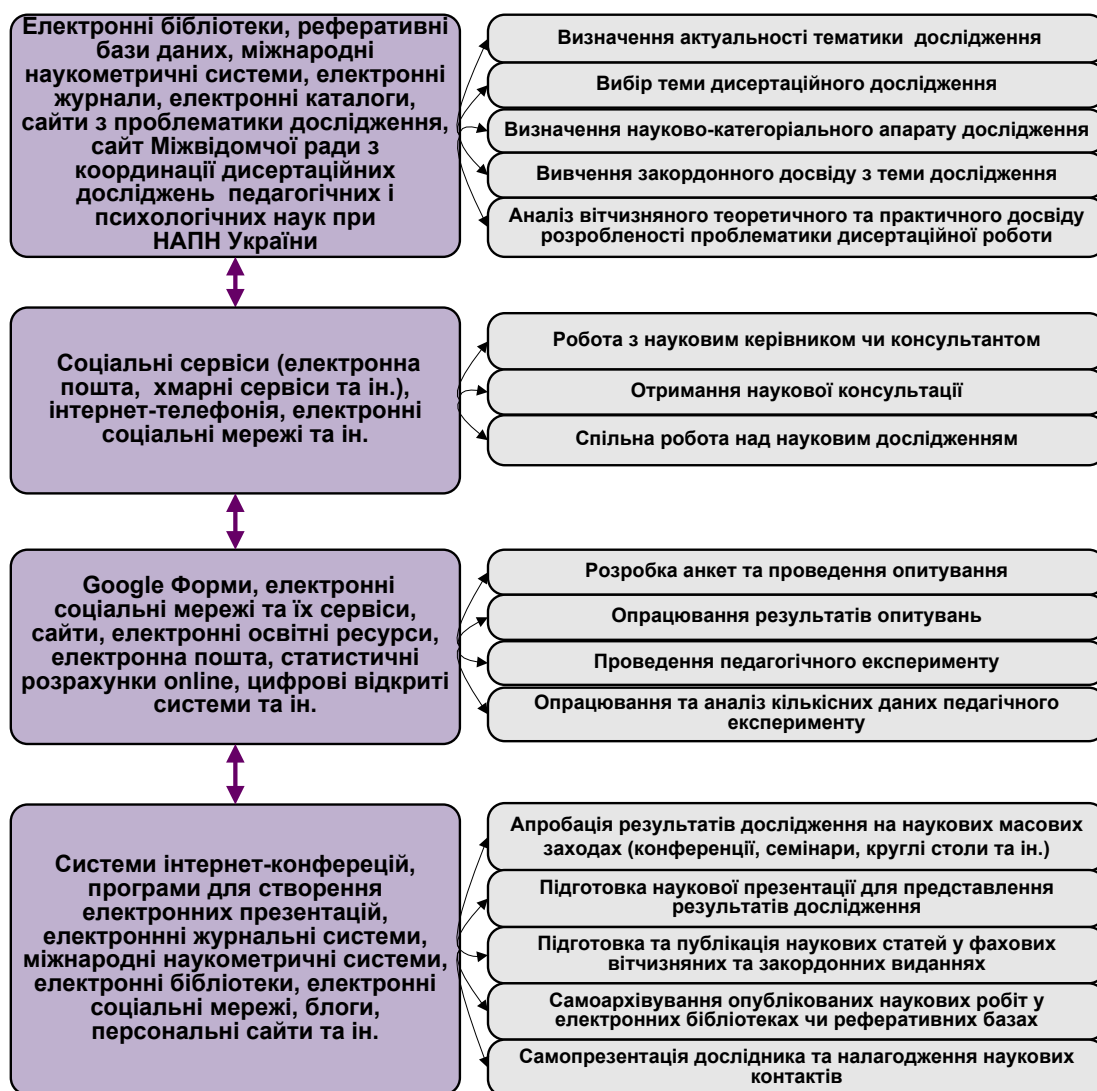 Електронні бібліотеки, реферативні
бази даних, міжнародні
наукометричні системи, електронні
журнали, електронні каталоги,
сайти з проблематики дослідження,
сайт Міжвідомчої ради з
координації дисертаційних
досліджень педагогічних і
психологічних наук при
НАПН України
Визначення актуальності тематики дослідження
Вибір теми дисертаційного дослідження
Визначення науково-категоріального апарату дослідження
Вивчення закордонного досвіду з теми дослідження
Аналіз вітчизняного теоретичного та практичного досвіду
розробленості проблематики дисертаційної роботи
Соціальні сервіси (електронна
пошта, хмарні сервіси та ін.),
інтернет-телефонія, електронні
соціальні мережі та ін.
Робота з науковим керівником чи консультантом
Отримання наукової консультації
Спільна робота над науковим дослідженням
Google Форми, електронні
соціальні мережі та їх сервіси,
сайти, електронні освітні ресурси,
електронна пошта, статистичні
розрахунки online, цифрові відкриті
системи та ін.
Розробка анкет та проведення опитування
Опрацювання результатів опитувань
Проведення педагогічного експерименту
Опрацювання та аналіз кількісних даних педагічного
експерименту
Системи інтернет-конферецій,
програми для створення
електронних презентацій,
електроннні журнальні системи,
міжнародні наукометричні системи,
електронні бібліотеки, електронні
соціальні мережі, блоги,
персональні сайти та ін.
Апробація результатів дослідження на наукових масових
заходах (конференції, семінари, круглі столи та ін.)
Підготовка наукової презентації для представлення
результатів дослідження
Підготовка та публікація наукових статей у фахових
вітчизняних та закордонних виданнях
Самоархівування опублікованих наукових робіт у
електронних бібліотеках чи реферативних базах
Самопрезентація дослідника та налагодження наукових
контактів